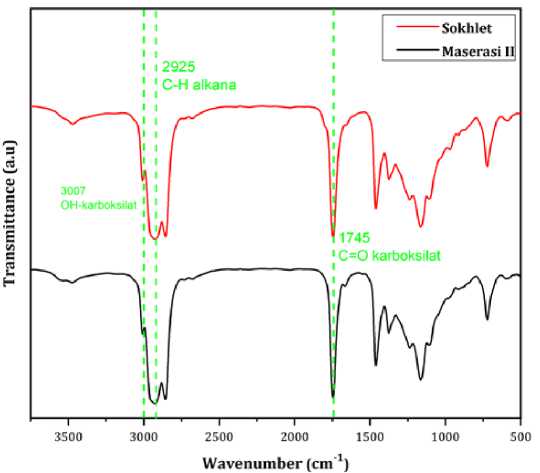 Sokhlet
Maserasi II
2925
C-H alkana
3007
OH-karboksilat
1745
C=O karboksilat
Transmittance (a.u)
3500 3000 2500 2000 1500 1000 500
Wavenumber (cm⁻¹)